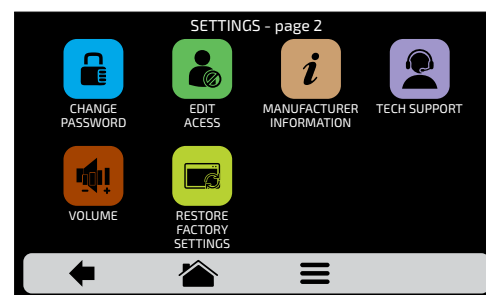 SETTINGS - page 2
CHANGE
PASSWORD
EDIT
ACESS
MANUFACTURER
INFORMATION
TECH SUPPORT
VOLUME
RESTORE
FACTORY
SETTINGS